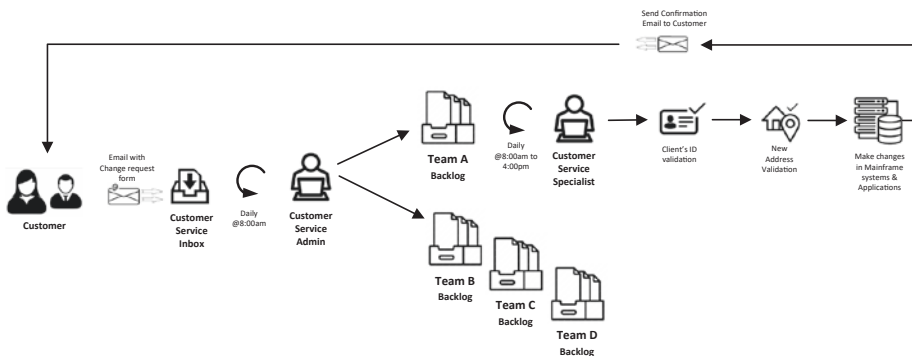 Send Confirmation
Email to Customer
Email with
Change request
form
@
Customer
Customer
Service
Inbox
Daily
@8:00am
Customer
Service
Admin
Team A
Backlog
Daily
@8:00am to
4:00pm
Customer
Service
Specialist
Client's ID
validation
New
Address
Validation
Make changes
in Mainframe
systems &
Applications
Team B
Backlog
Team C
Backlog
Team D
Backlog